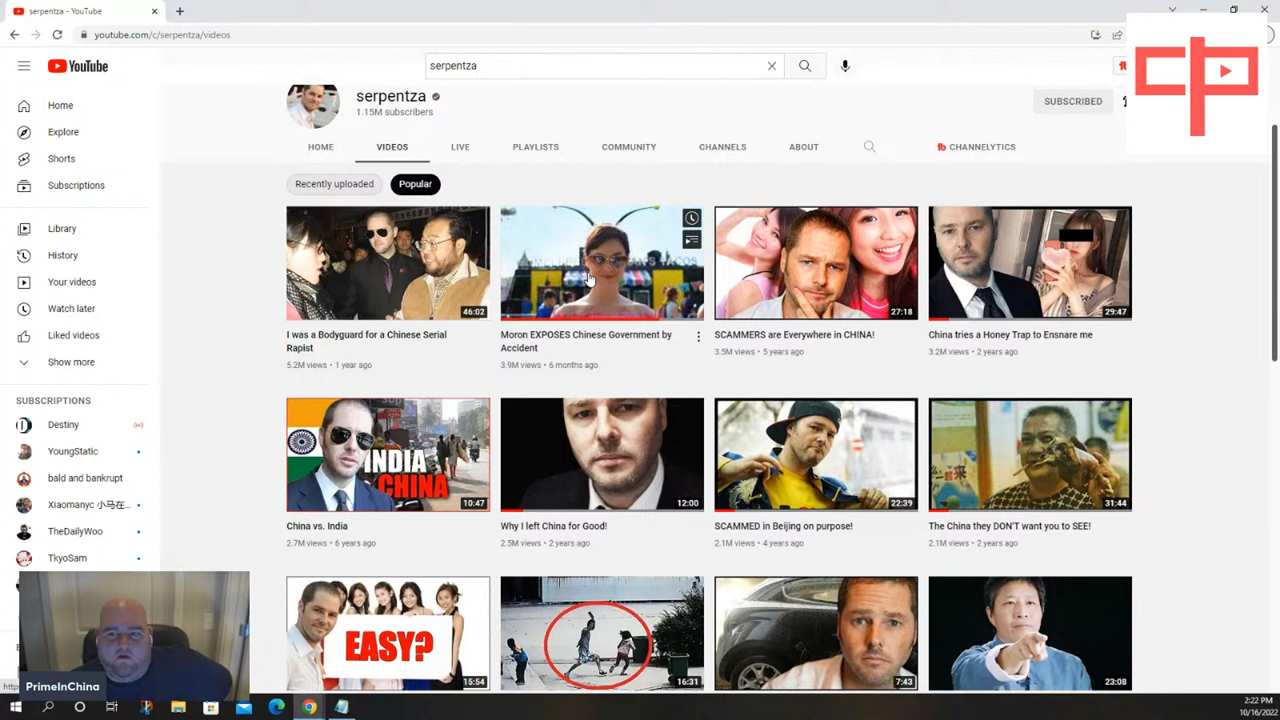 serpentza - YouTube
youtube.com/c/serpentza/videos
YouTube
serpentza
Home
Explore
Shorts
Subscriptions
Library
History
Your videos
Watch later
Liked videos
Show more
SUBSCRIPTIONS
Destiny
YoungStatic
bald and bankrupt
Xiaomanyc 小马在...
TheDailyWoo
TkyoSam
serpentza
1.15M subscribers
SUBSCRIBED
HOME VIDEOS LIVE PLAYLISTS COMMUNITY CHANNELS ABOUT CHANNELYTICS
Recently uploaded Popular
46:02
27:18
29:47
I was a Bodyguard for a Chinese Serial
Rapist
5.2M views • 1 year ago
Moron EXPOSES Chinese Government by
Accident
3.9M views • 6 months ago
SCAMMERS are Everywhere in CHINA!
3.5M views • 5 years ago
China tries a Honey Trap to Ensnare me
3.2M views • 2 years ago
INDIA
CHINA
10:47
12:00
22:39
31:44
China vs. India
2.7M views • 6 years ago
Why I left China for Good!
2.5M views • 2 years ago
SCAMMED in Beijing on purpose!
2.1M views • 4 years ago
The China they DON'T want you to SEE!
2.1M views • 2 years ago
EASY?
15:54
16:31
7:43
23:08
PrimeInChina
2:22 PM
10/16/2022